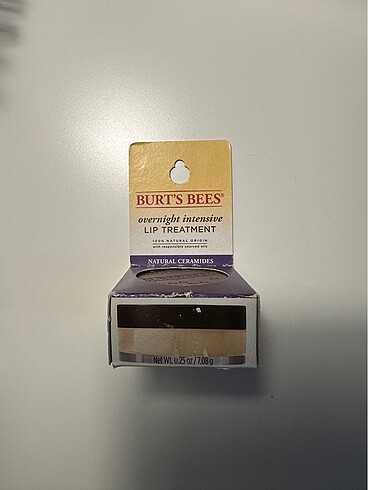 BURT'S BEES®
overnight intensive
LIP TREATMENT
100% NATURAL ORIGIN
with responsibly sourced oils
NATURAL CERAMIDES
Net Wt. 0.25 oz / 7.08 g